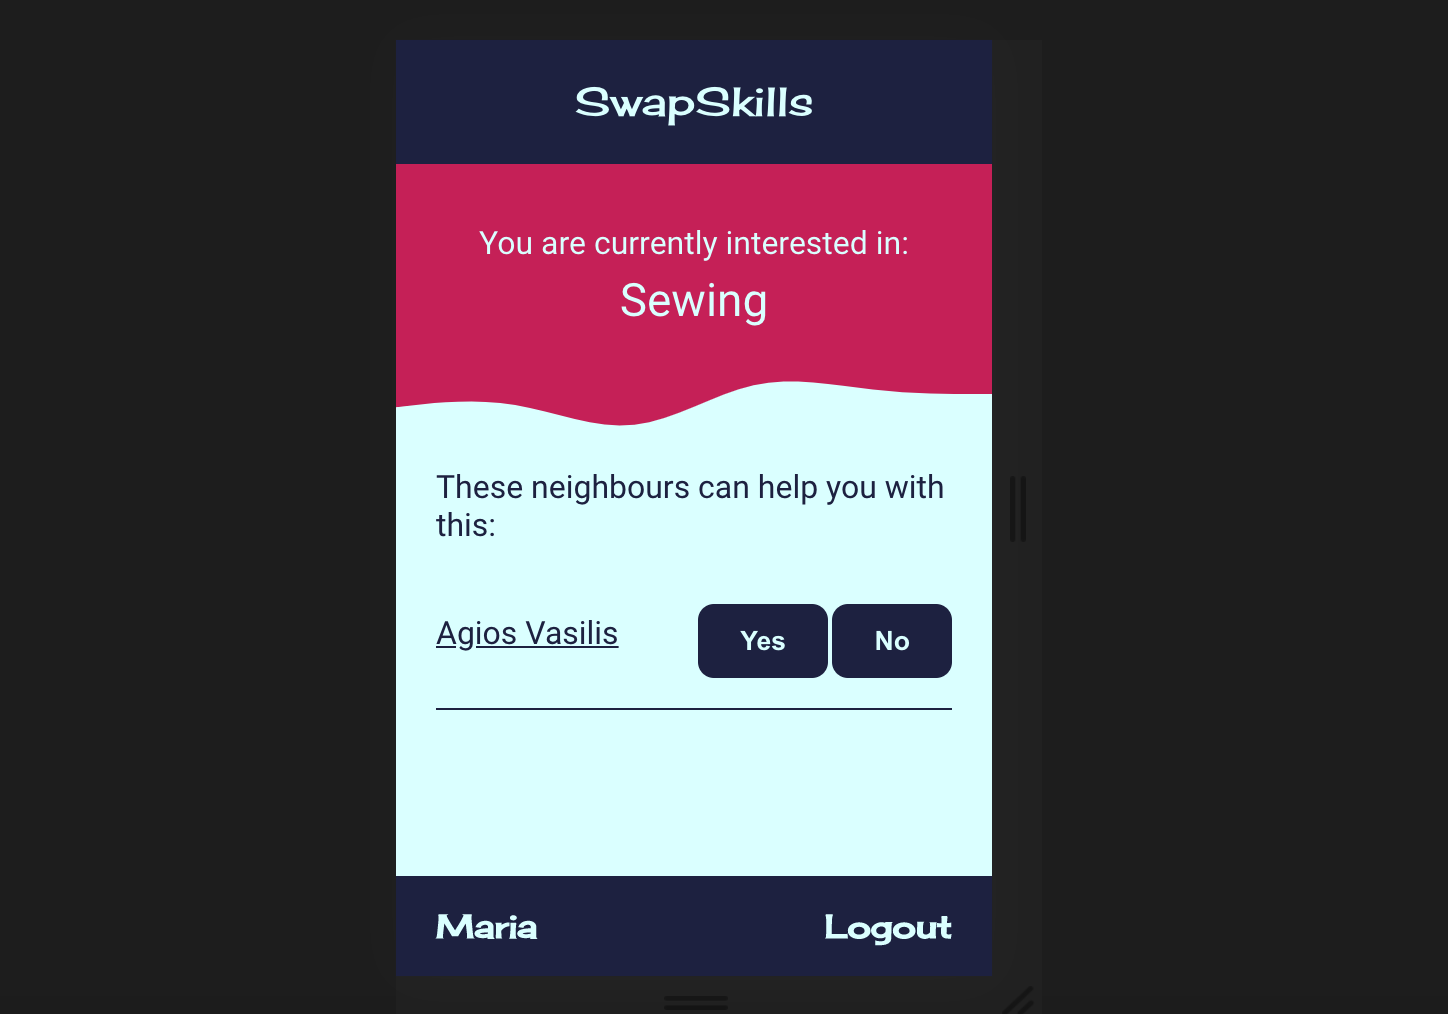 SwapSkills
You are currently interested in:
Sewing
These neighbours can help you with
this:
Agios Vasilis
Yes
No
Maria
Logout